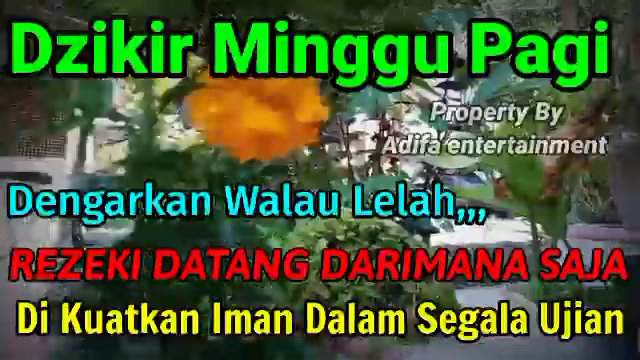 Dzikir Minggu Pagi
Property By
Adifa entertainment
Dengarkan Walau Lelah,,,
REZEKI DATANG DARIMANA SAJA
Di Kuatkan Iman Dalam Segala Ujian